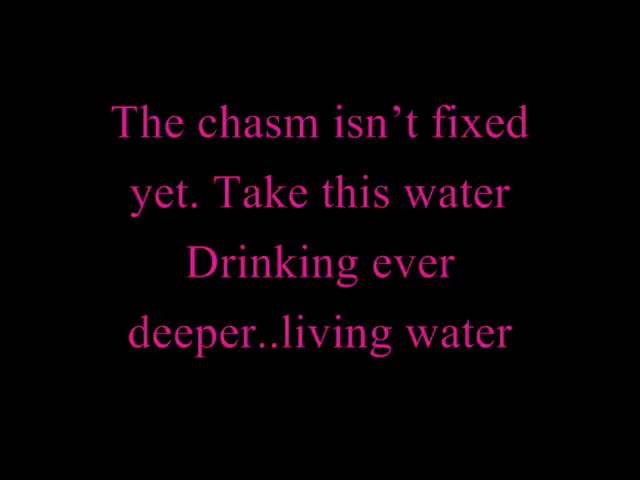 The chasm isn’t fixed
yet. Take this water
Drinking ever
deeper..living water